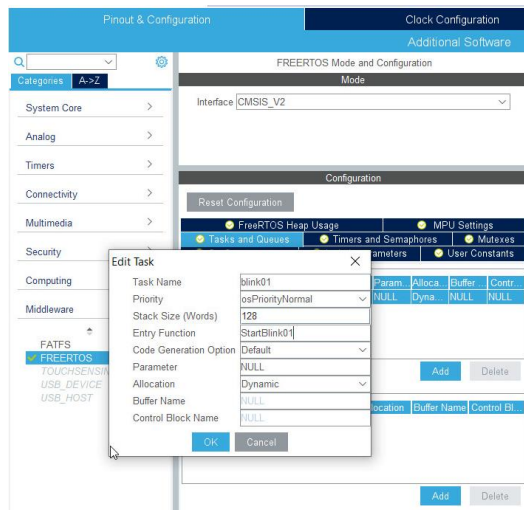 Pinout & Configuration
Clock Configuration
Additional Software
FREERTOS Mode and Configuration
Categories A->Z
Mode
System Core
Interface CMSIS_V2
Analog
Timers
Configuration
Connectivity
Reset Configuration
Multimedia
FreeRTOS Heap Usage
MPU Settings
Tasks and Queues
Timers and Semaphores
Mutexes
Security
User Constants
Edit Task
Computing
Task Name blink01
Param... Alloca... Buffer ... Contr...
Priority osPriorityNormal
NULL Dyna... NULL NULL
Middleware
Stack Size (Words) 128
Entry Function StartBlink01
FATFS
Code Generation Option Default
FREERTOS
Parameter NULL
TOUCHSENSIN
Add Delete
USB_DEVICE
Allocation Dynamic
USB_HOST
Buffer Name NULL
Buffer Name Control Bl...
Control Block Name NULL
OK Cancel
Add Delete